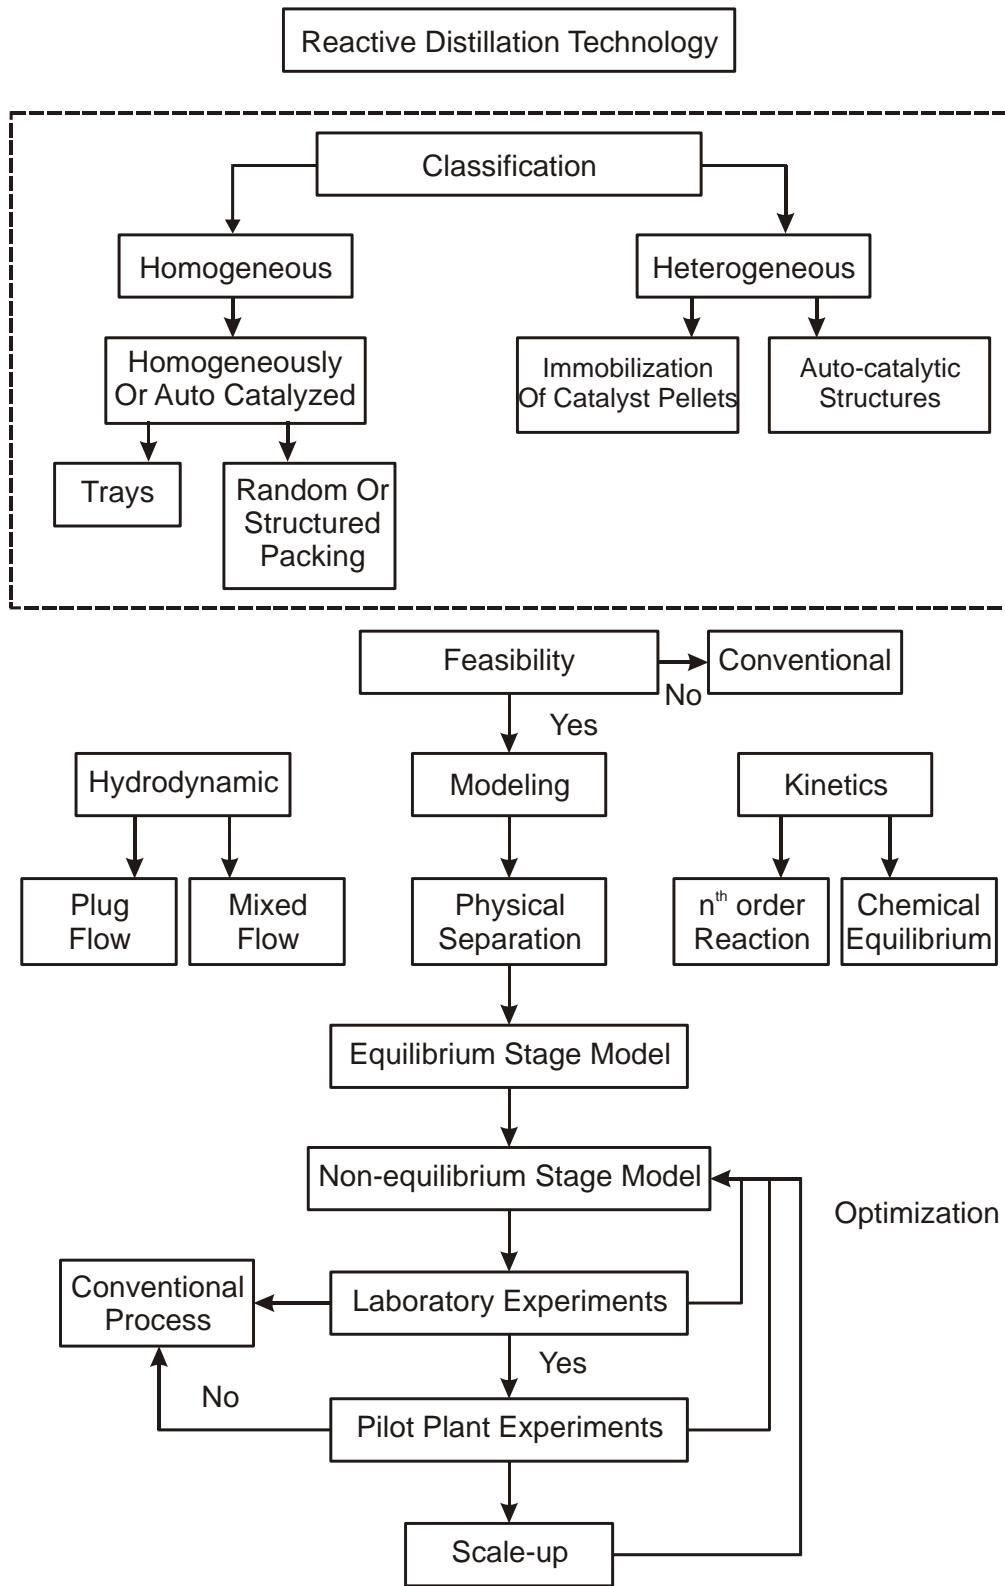 Reactive Distillation Technology
Classification
Homogeneous
Heterogeneous
Homogeneously
Or Auto Catalyzed
Immobilization
Of Catalyst Pellets
Auto-catalytic
Structures
Trays
Random Or
Structured
Packing
Feasibility
Conventional
No
Yes
Hydrodynamic
Modeling
Kinetics
Plug
Flow
Mixed
Flow
Physical
Separation
nth order
Reaction
Chemical
Equilibrium
Equilibrium Stage Model
Non-equilibrium Stage Model
Optimization
Conventional
Process
Laboratory Experiments
Yes
No
Pilot Plant Experiments
Scale-up